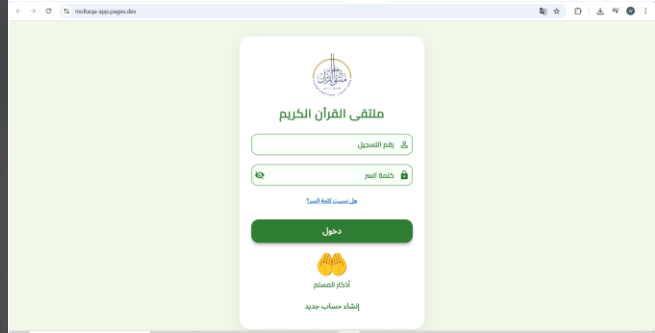 moltaqa-app.pages.dev
ملتقى القرآن الكريم
رقم التسجيل
كلمة السر
هل نسيت كلمة السر؟
دخول
أذكار المسلم
إنشاء حساب جديد